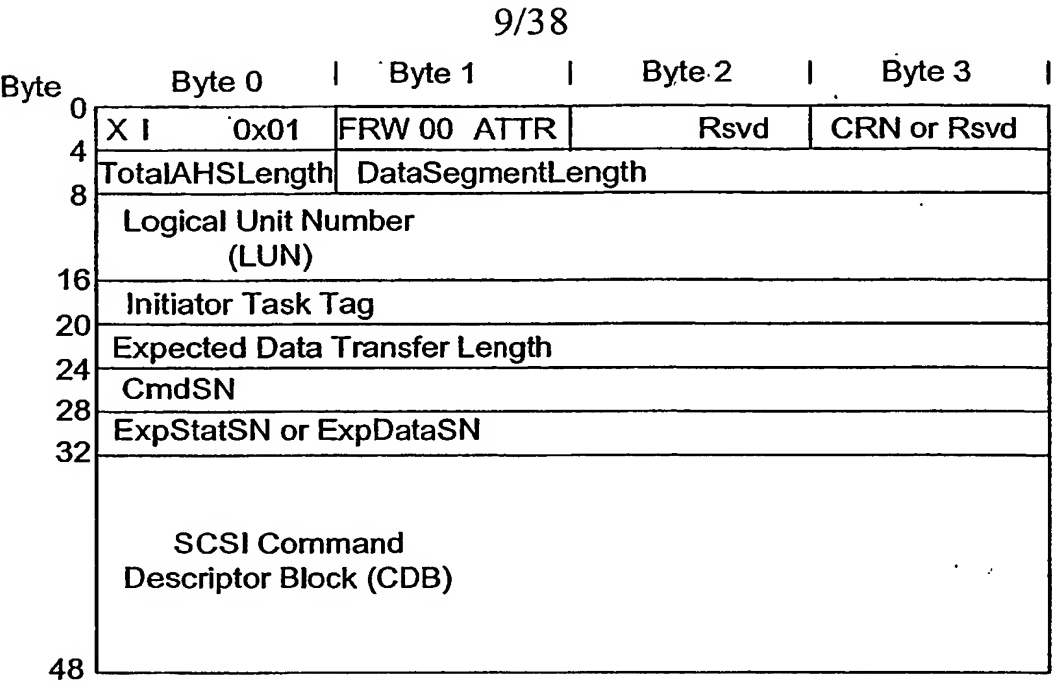 9/38
Byte Byte 0 | Byte 1 | Byte 2 | Byte 3 |
0
X I 0x01 FRW 00 ATTR Rsvd CRN or Rsvd
4
TotalAHSLength DataSegmentLength
8
Logical Unit Number
(LUN)
16
Initiator Task Tag
20
Expected Data Transfer Length
24
CmdSN
28
ExpStatSN or ExpDataSN
32
SCSI Command
Descriptor Block (CDB)
48